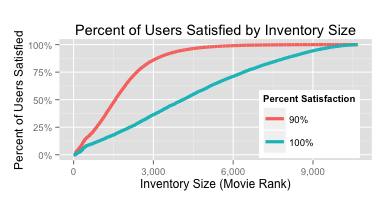 Percent of Users Satisfied by Inventory Size
Percent of Users Satisfied
100%
75%
50%
25%
0%
Percent Satisfaction
90%
100%
0
3,000
6,000
9,000
Inventory Size (Movie Rank)